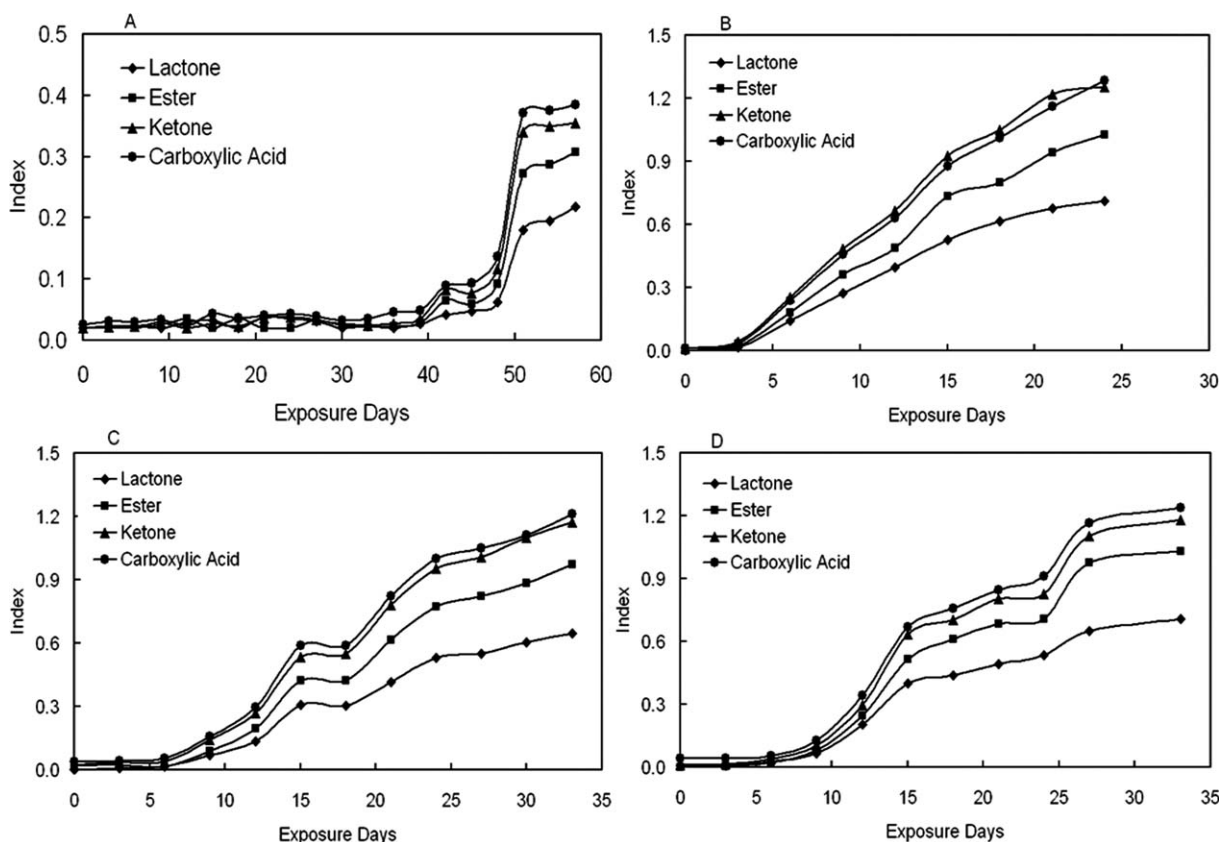 A
0.5
0.4
0.3
0.2
0.1
0.0
Index
Lactone
Ester
Ketone
Carboxylic Acid
0 10 20 30 40 50 60
Exposure Days
B
1.5
1.2
0.9
0.6
0.3
0.0
Index
Lactone
Ester
Ketone
Carboxylic Acid
0 5 10 15 20 25 30
Exposure Days
C
1.5
1.2
0.9
0.6
0.3
0.0
Index
Lactone
Ester
Ketone
Carboxylic Acid
0 5 10 15 20 25 30 35
Exposure Days
D
1.5
1.2
0.9
0.6
0.3
0.0
Index
Lactone
Ester
Ketone
Carboxylic Acid
0 5 10 15 20 25 30 35
Exposure Days